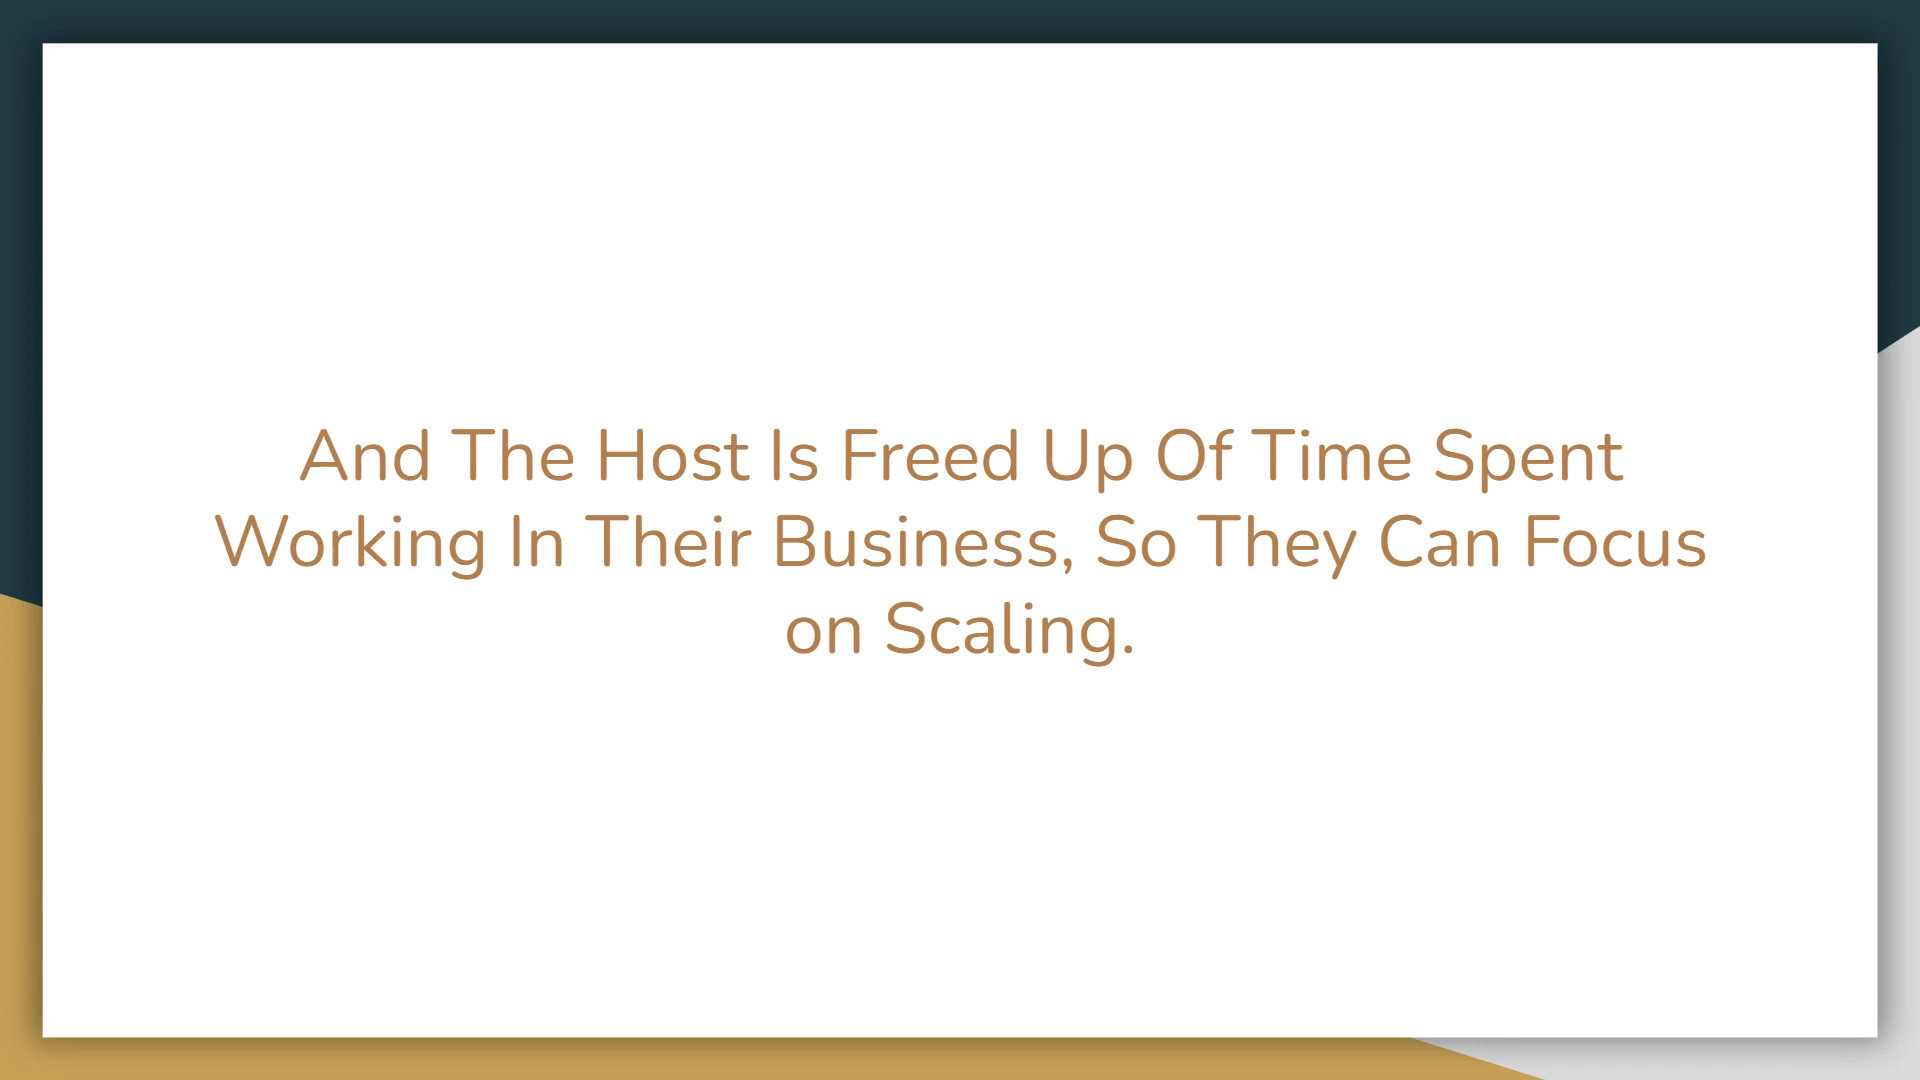 And The Host Is Freed Up Of Time Spent
Working In Their Business, So They Can Focus
on Scaling.